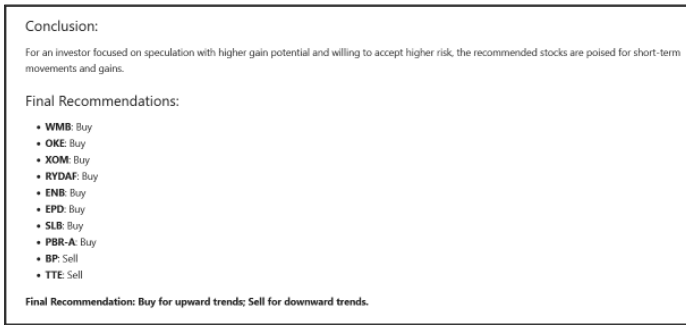 Conclusion:
For an investor focused on speculation with higher gain potential and willing to accept higher risk, the recommended stocks are poised for short-term
movements and gains.
Final Recommendations:
• WMB: Buy
• OKE: Buy
• XOM: Buy
• RYDAF: Buy
• ENB: Buy
• EPD: Buy
• SLB: Buy
• PBR-A: Buy
• BP: Sell
• TTE: Sell
Final Recommendation: Buy for upward trends; Sell for downward trends.